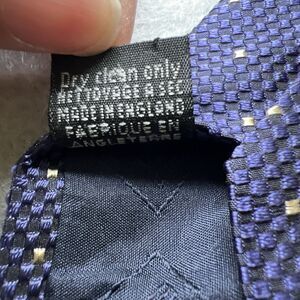 Dry clean only
NETTOYAGE A SEC
MADE IN ENGLAND
FABRIQUE EN
ANGLETERRE